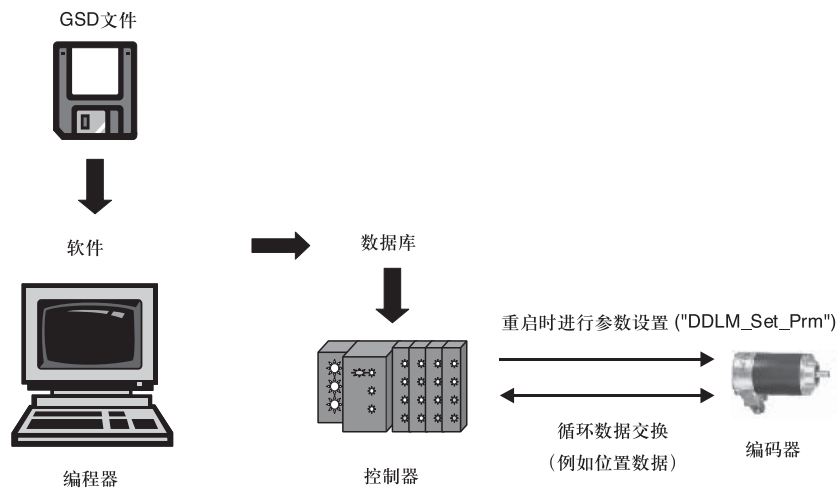 GSD文件
软件
数据库
重启时进行参数设置 ("DDLM_Set_Prm")
循环数据交换
（例如位置数据）
编程器
控制器
编码器